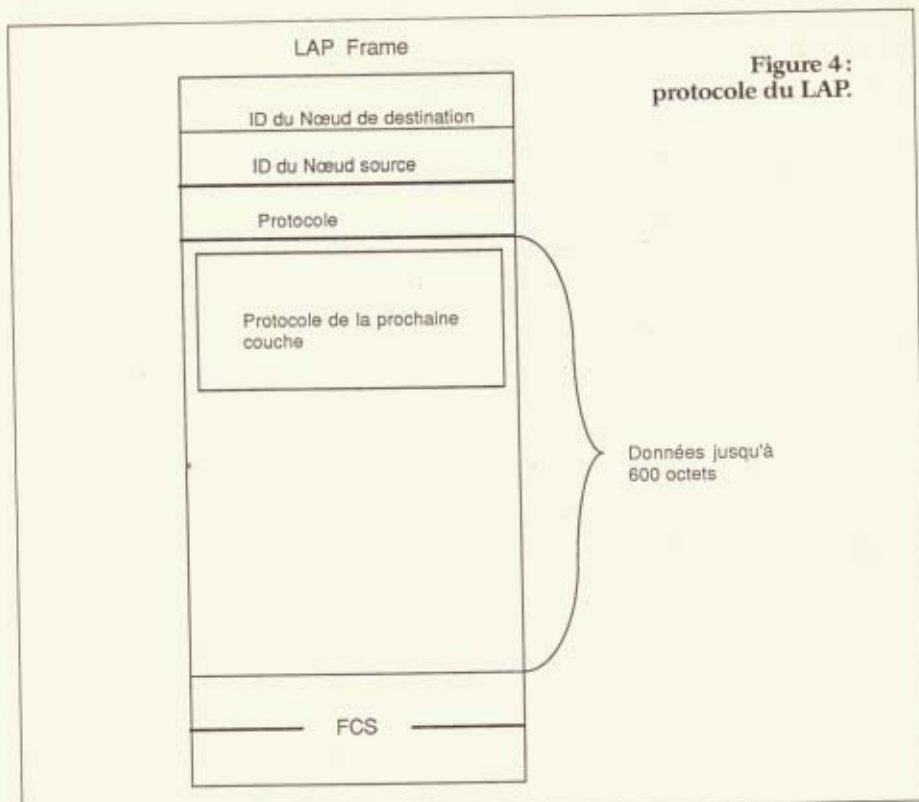 LAP Frame
Figure 4 :
protocole du LAP.
ID du Nœud de destination
ID du Nœud source
Protocole
Protocole de la prochaine
couche
Données jusqu'à
600 octets
FCS